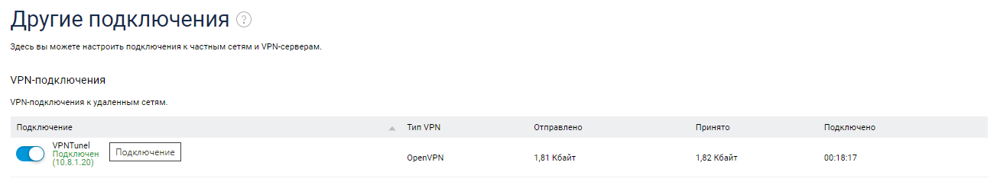 Другие подключения ?
Здесь вы можете настроить подключения к частным сетям и VPN-серверам.
VPN-подключения
VPN-подключения к удаленным сетям.
Подключение Тип VPN Отправлено Принято Подключено
VPNTunel
Подключен
(10.8.1.20)
Подключение
OpenVPN 1,81 Кбайт 1,82 Кбайт 00:18:17